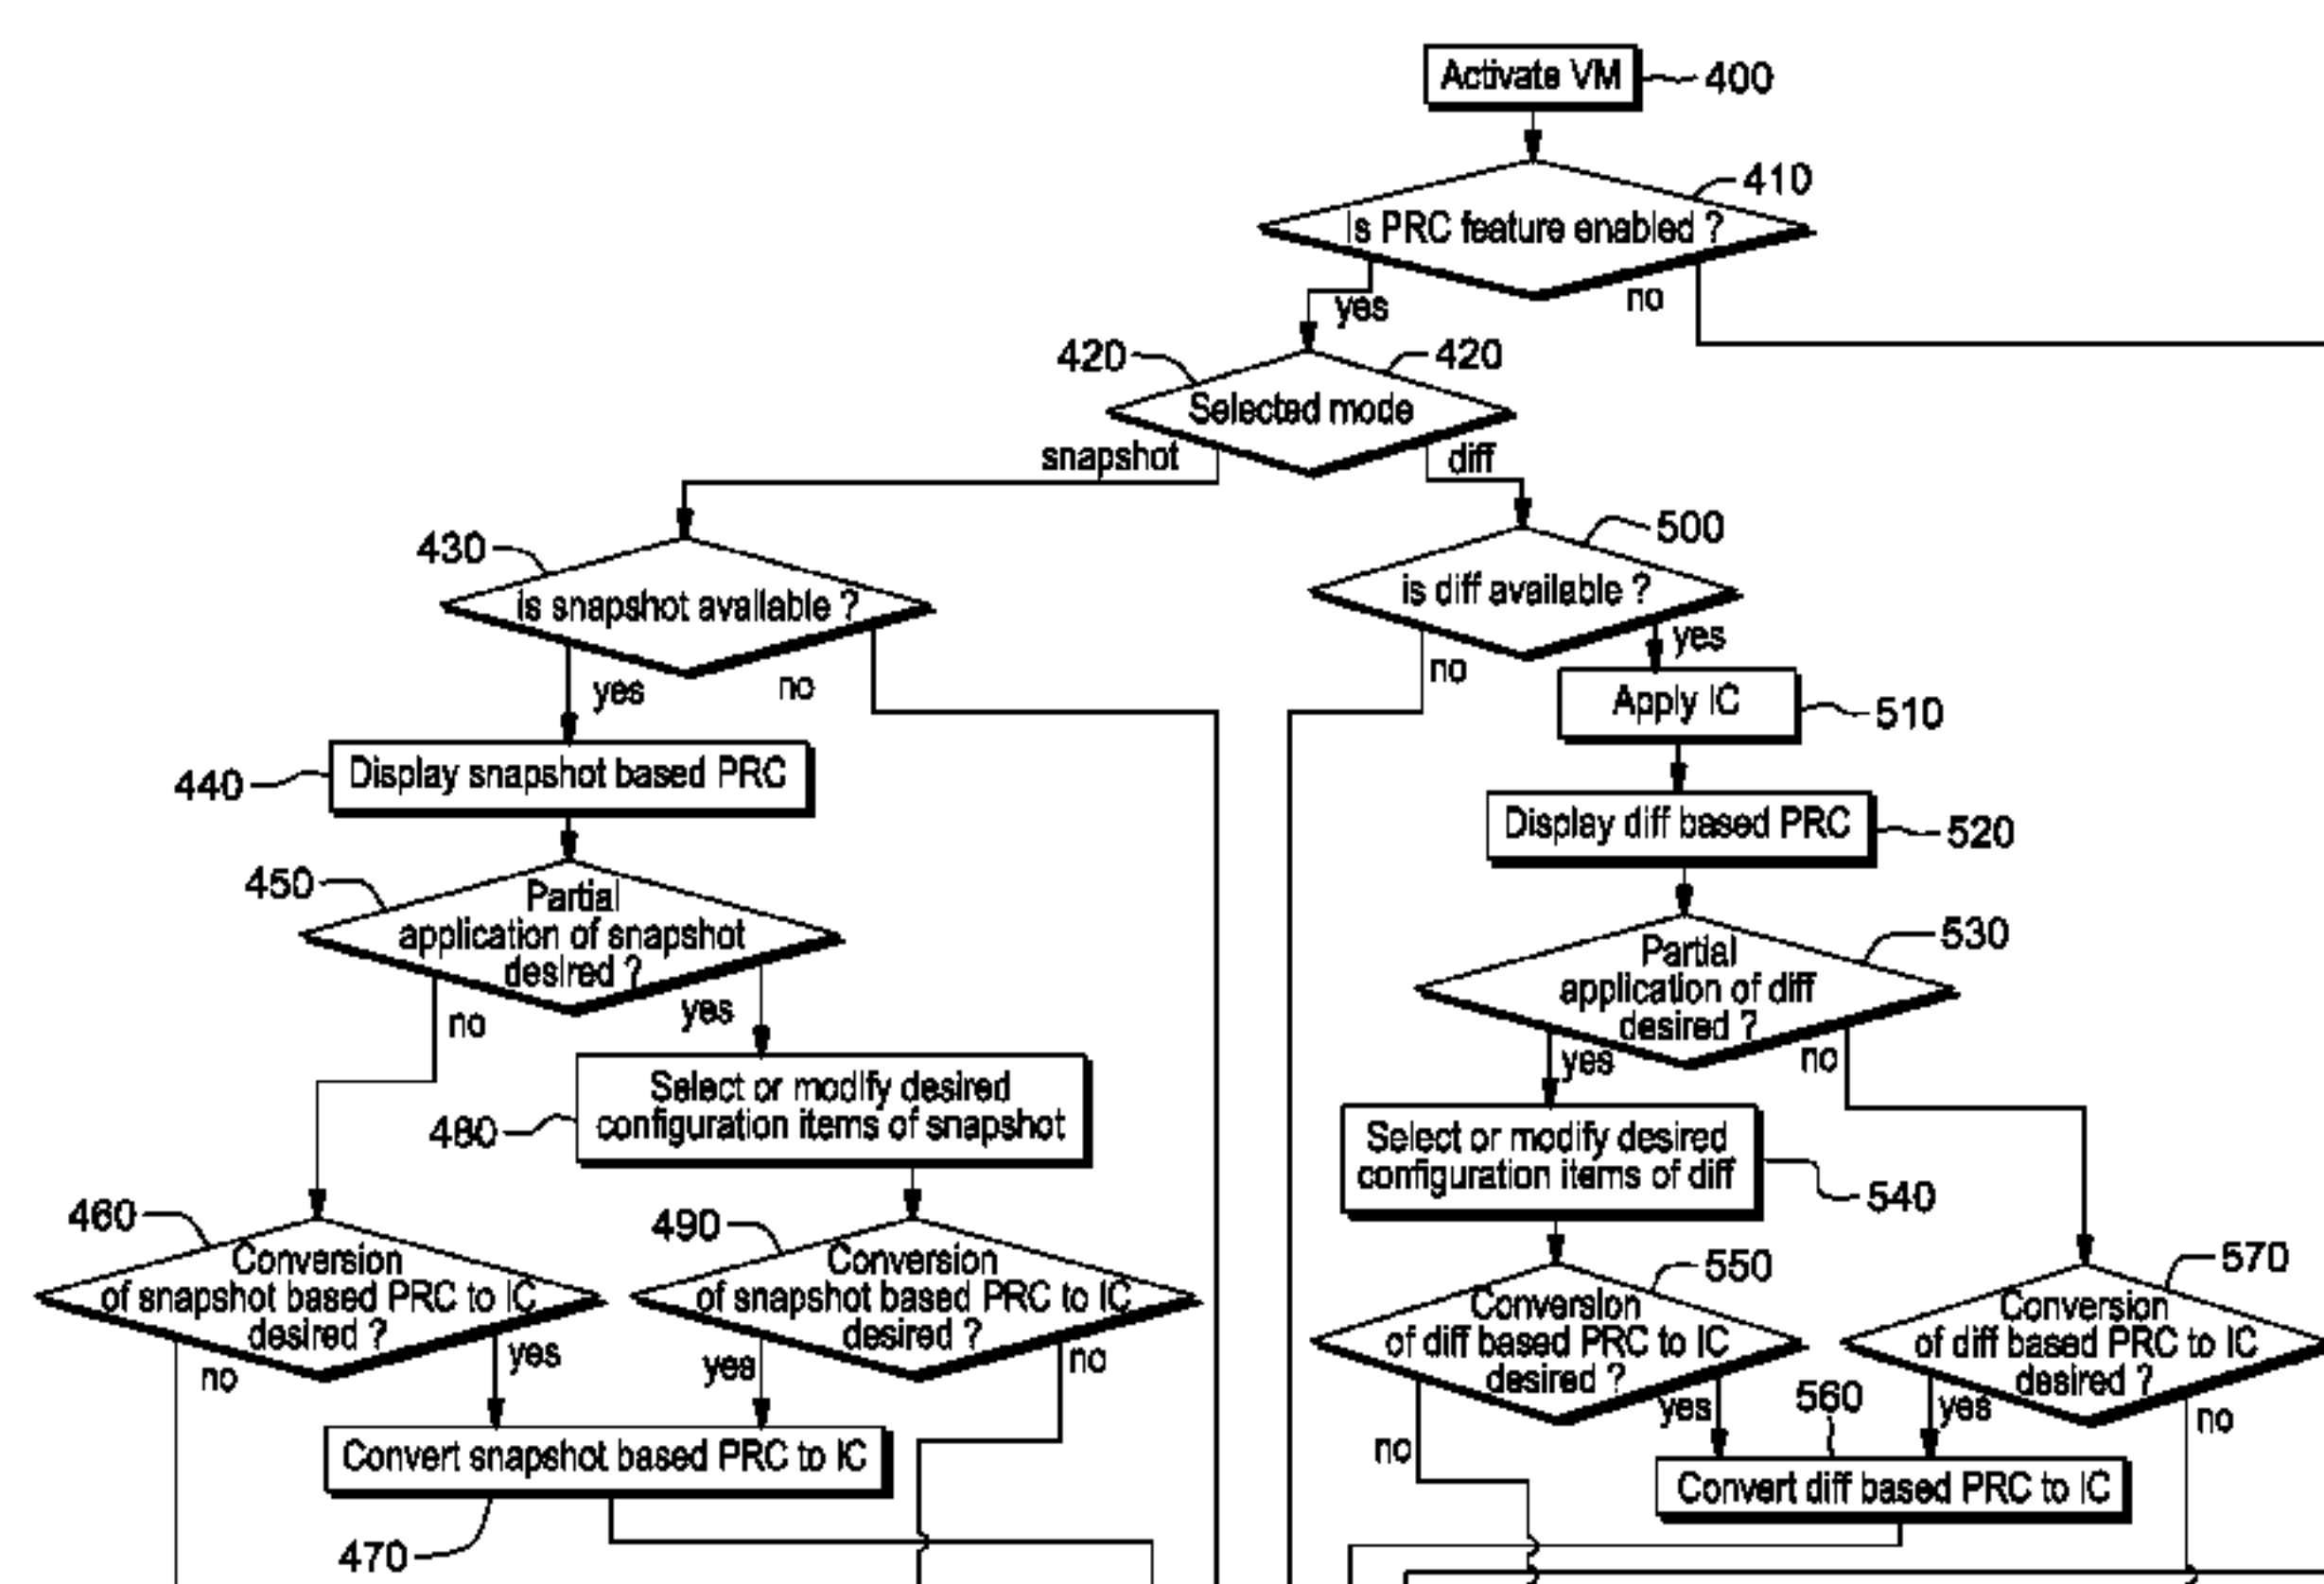 Activate VM
400
410
Is PRC feature enabled ?
yes
no
420
420
Selected mode
snapshot
diff
430
500
is snapshot available ?
is diff available ?
yes
no
no
yes
Apply IC
510
440
Display snapshot based PRC
Display diff based PRC
520
450
Partial
application of snapshot
desired ?
530
Partial
application of diff
desired ?
no
yes
yes
no
480
Select or modify desired
configuration items of snapshot
Select or modify desired
configuration items of diff
540
460
Conversion
of snapshot based PRC to IC
desired ?
490
Conversion
of snapshot based PRC to IC
desired ?
550
Conversion
of diff based PRC to IC
desired ?
570
Conversion
of diff based PRC to IC
desired ?
no
yes
yes
no
no
yes
560
yes
no
Convert snapshot based PRC to IC
Convert diff based PRC to IC
470